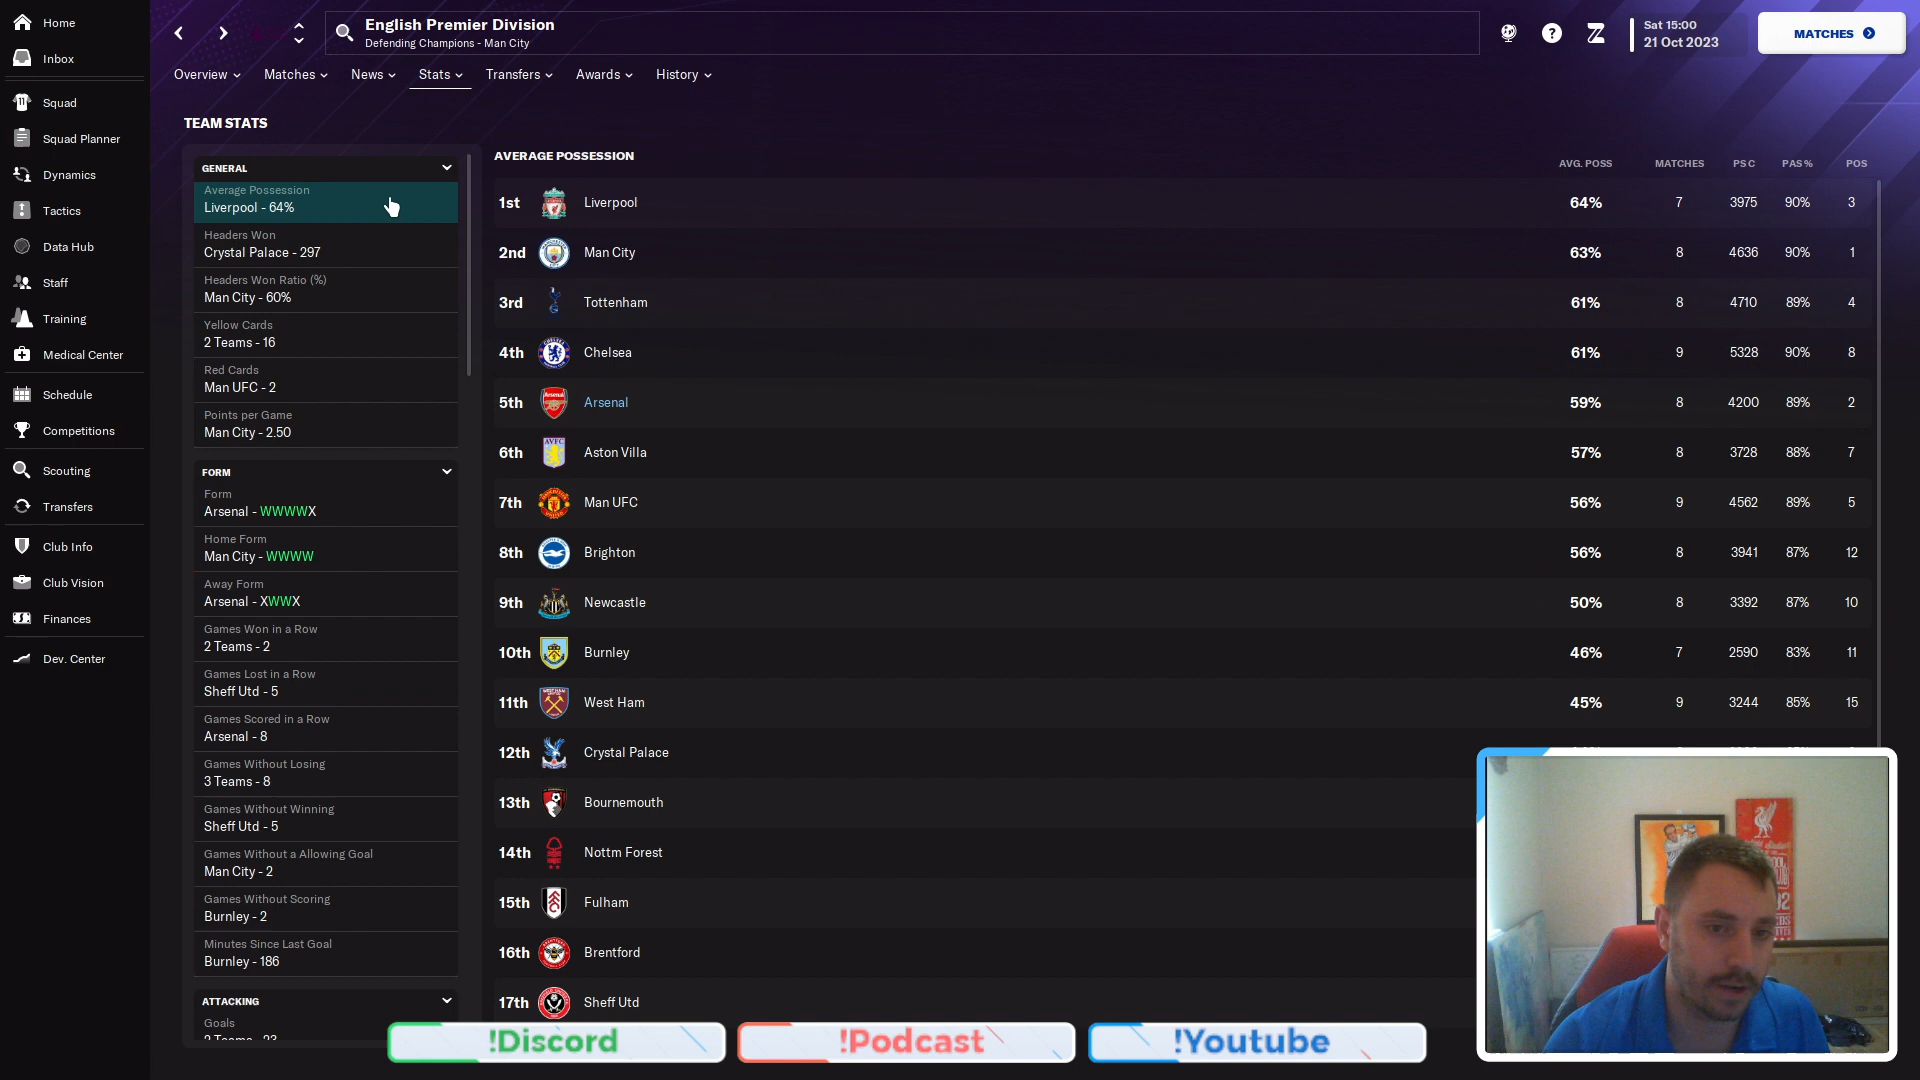 Home
Inbox
Squad
Squad Planner
Dynamics
Tactics
Data Hub
Staff
Training
Medical Center
Schedule
Competitions
Scouting
Transfers
Club Info
Club Vision
Finances
Dev. Center
English Premier Division
Defending Champions - Man City
Sat 15:00
21 Oct 2023
MATCHES
Overview Matches News Stats Transfers Awards History
TEAM STATS
GENERAL
Average Possession
Liverpool - 64%
Headers Won
Crystal Palace - 297
Headers Won Ratio (%)
Man City - 60%
Yellow Cards
2 Teams - 16
Red Cards
Man UFC - 2
Points per Game
Man City - 2.50
FORM
Form
Arsenal - WWWWX
Home Form
Man City - WWWW
Away Form
Arsenal - XWWX
Games Won in a Row
2 Teams - 2
Games Lost in a Row
Sheff Utd - 5
Games Scored in a Row
Arsenal - 8
Games Without Losing
3 Teams - 8
Games Without Winning
Sheff Utd - 5
Games Without a Allowing Goal
Man City - 2
Games Without Scoring
Burnley - 2
Minutes Since Last Goal
Burnley - 186
ATTACKING
Goals
AVERAGE POSSESSION AVG. POSS MATCHES PS C PAS% POS
1st Liverpool 64% 7 3975 90% 3
2nd Man City 63% 8 4636 90% 1
3rd Tottenham 61% 8 4710 89% 4
4th Chelsea 61% 9 5328 90% 8
5th Arsenal 59% 8 4200 89% 2
6th Aston Villa 57% 8 3728 88% 7
7th Man UFC 56% 9 4562 89% 5
8th Brighton 56% 8 3941 87% 12
9th Newcastle 50% 8 3392 87% 10
10th Burnley 46% 7 2590 83% 11
11th West Ham 45% 9 3244 85% 15
12th Crystal Palace
13th Bournemouth
14th Nottm Forest
15th Fulham
16th Brentford
17th Sheff Utd
!Discord !Podcast !Youtube